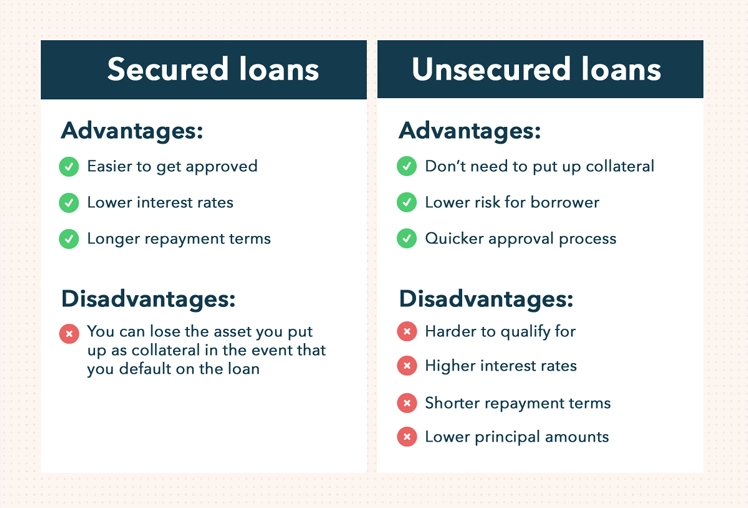 Secured loans
Advantages:
Easier to get approved
Lower interest rates
Longer repayment terms
Disadvantages:
You can lose the asset you put
up as collateral in the event that
you default on the loan
Unsecured loans
Advantages:
Don’t need to put up collateral
Lower risk for borrower
Quicker approval process
Disadvantages:
Harder to qualify for
Higher interest rates
Shorter repayment terms
Lower principal amounts